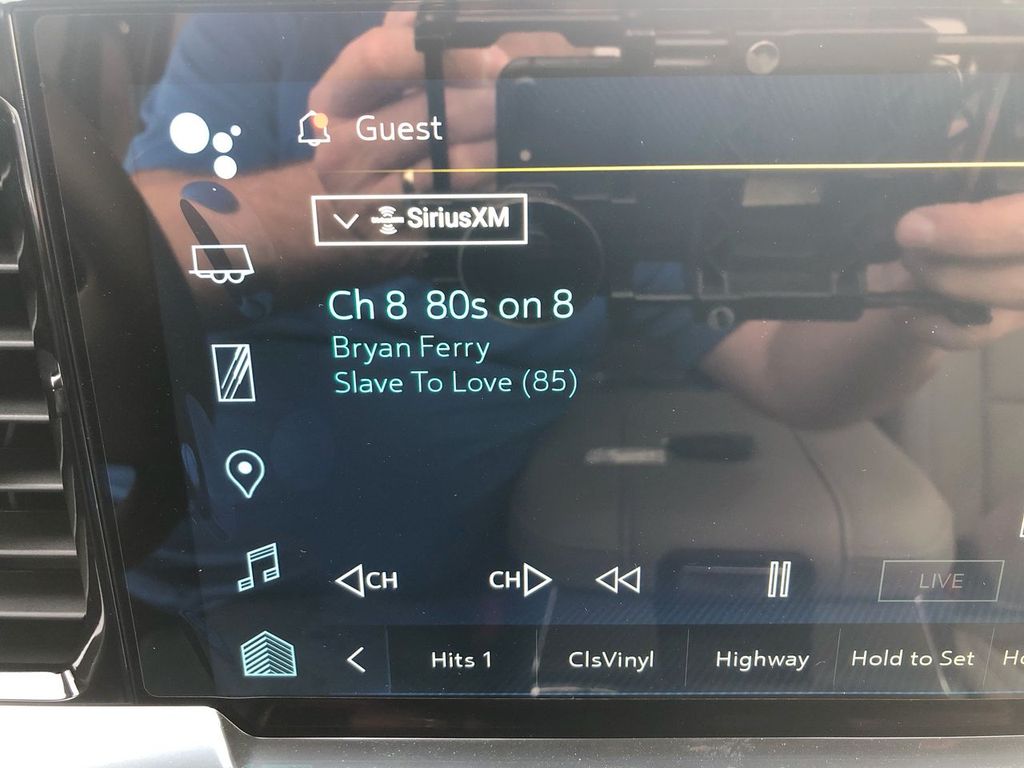 Guest
SiriusXM
Ch 8 80s on 8
Bryan Ferry
Slave To Love (85)
CH CH LIVE
Hits 1 ClsVinyl Highway Hold to Set Ho